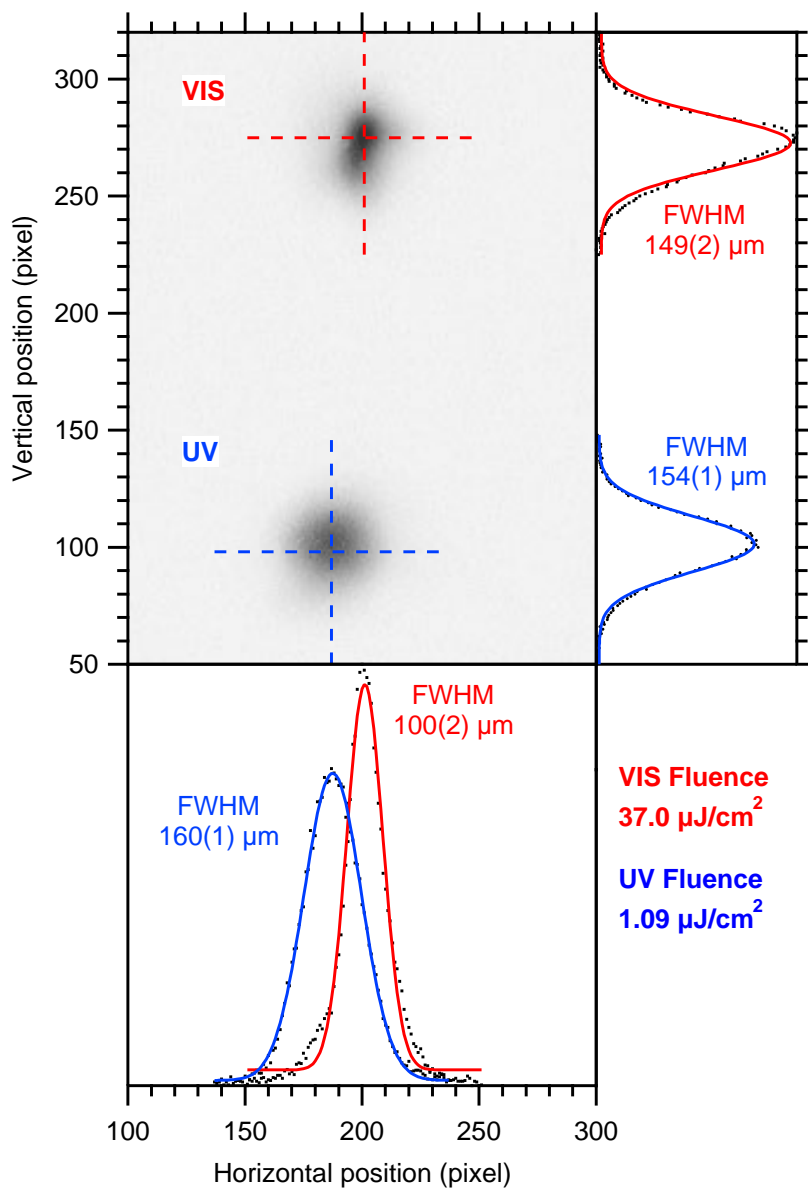 300
250
200
150
100
50
Vertical position (pixel)
VIS
UV
FWHM
149(2) µm
FWHM
154(1) µm
FWHM
100(2) µm
FWHM
160(1) µm
VIS Fluence
37.0 µJ/cm²
UV Fluence
1.09 µJ/cm²
100
150
200
250
300
Horizontal position (pixel)